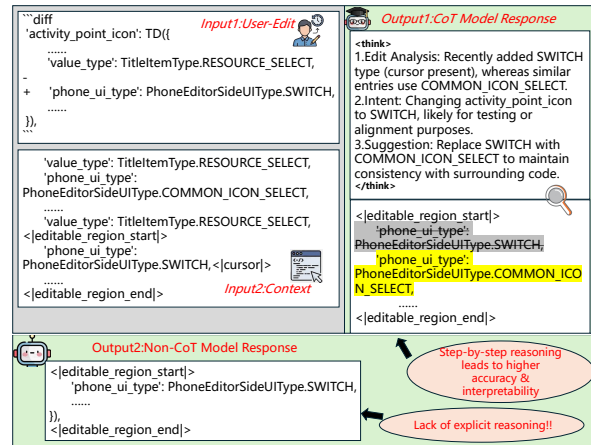 Input1:User-Edit
```diff
'activity_point_icon': TD({
......
'value_type': TitleItemType.RESOURCE_SELECT,
-
+ 'phone_ui_type': PhoneEditorSideUIType.SWITCH,
......
}),
```
'value_type': TitleItemType.RESOURCE_SELECT,
'phone_ui_type':
PhoneEditorSideUIType.COMMON_ICON_SELECT,
......
'value_type': TitleItemType.RESOURCE_SELECT,
<|editable_region_start|>
'phone_ui_type':
PhoneEditorSideUIType.SWITCH,<|cursor|>
......
<|editable_region_end|>
Input2:Context
Output1:CoT Model Response
<think>
1.Edit Analysis: Recently added SWITCH
type (cursor present), whereas similar
entries use COMMON_ICON_SELECT.
2.Intent: Changing activity_point_icon
to SWITCH, likely for testing or
alignment purposes.
3.Suggestion: Replace SWITCH with
COMMON_ICON_SELECT to maintain
consistency with surrounding code.
</think>
<|editable_region_start|>
'phone_ui_type':
PhoneEditorSideUIType.SWITCH,
'phone_ui_type':
PhoneEditorSideUIType.COMMON_ICO
N_SELECT,
......
<|editable_region_end|>
Output2:Non-CoT Model Response
<|editable_region_start|>
'phone_ui_type': PhoneEditorSideUIType.SWITCH,
......
}),
<|editable_region_end|>
Step-by-step reasoning
leads to higher
accuracy &
interpretability
Lack of explicit reasoning!!